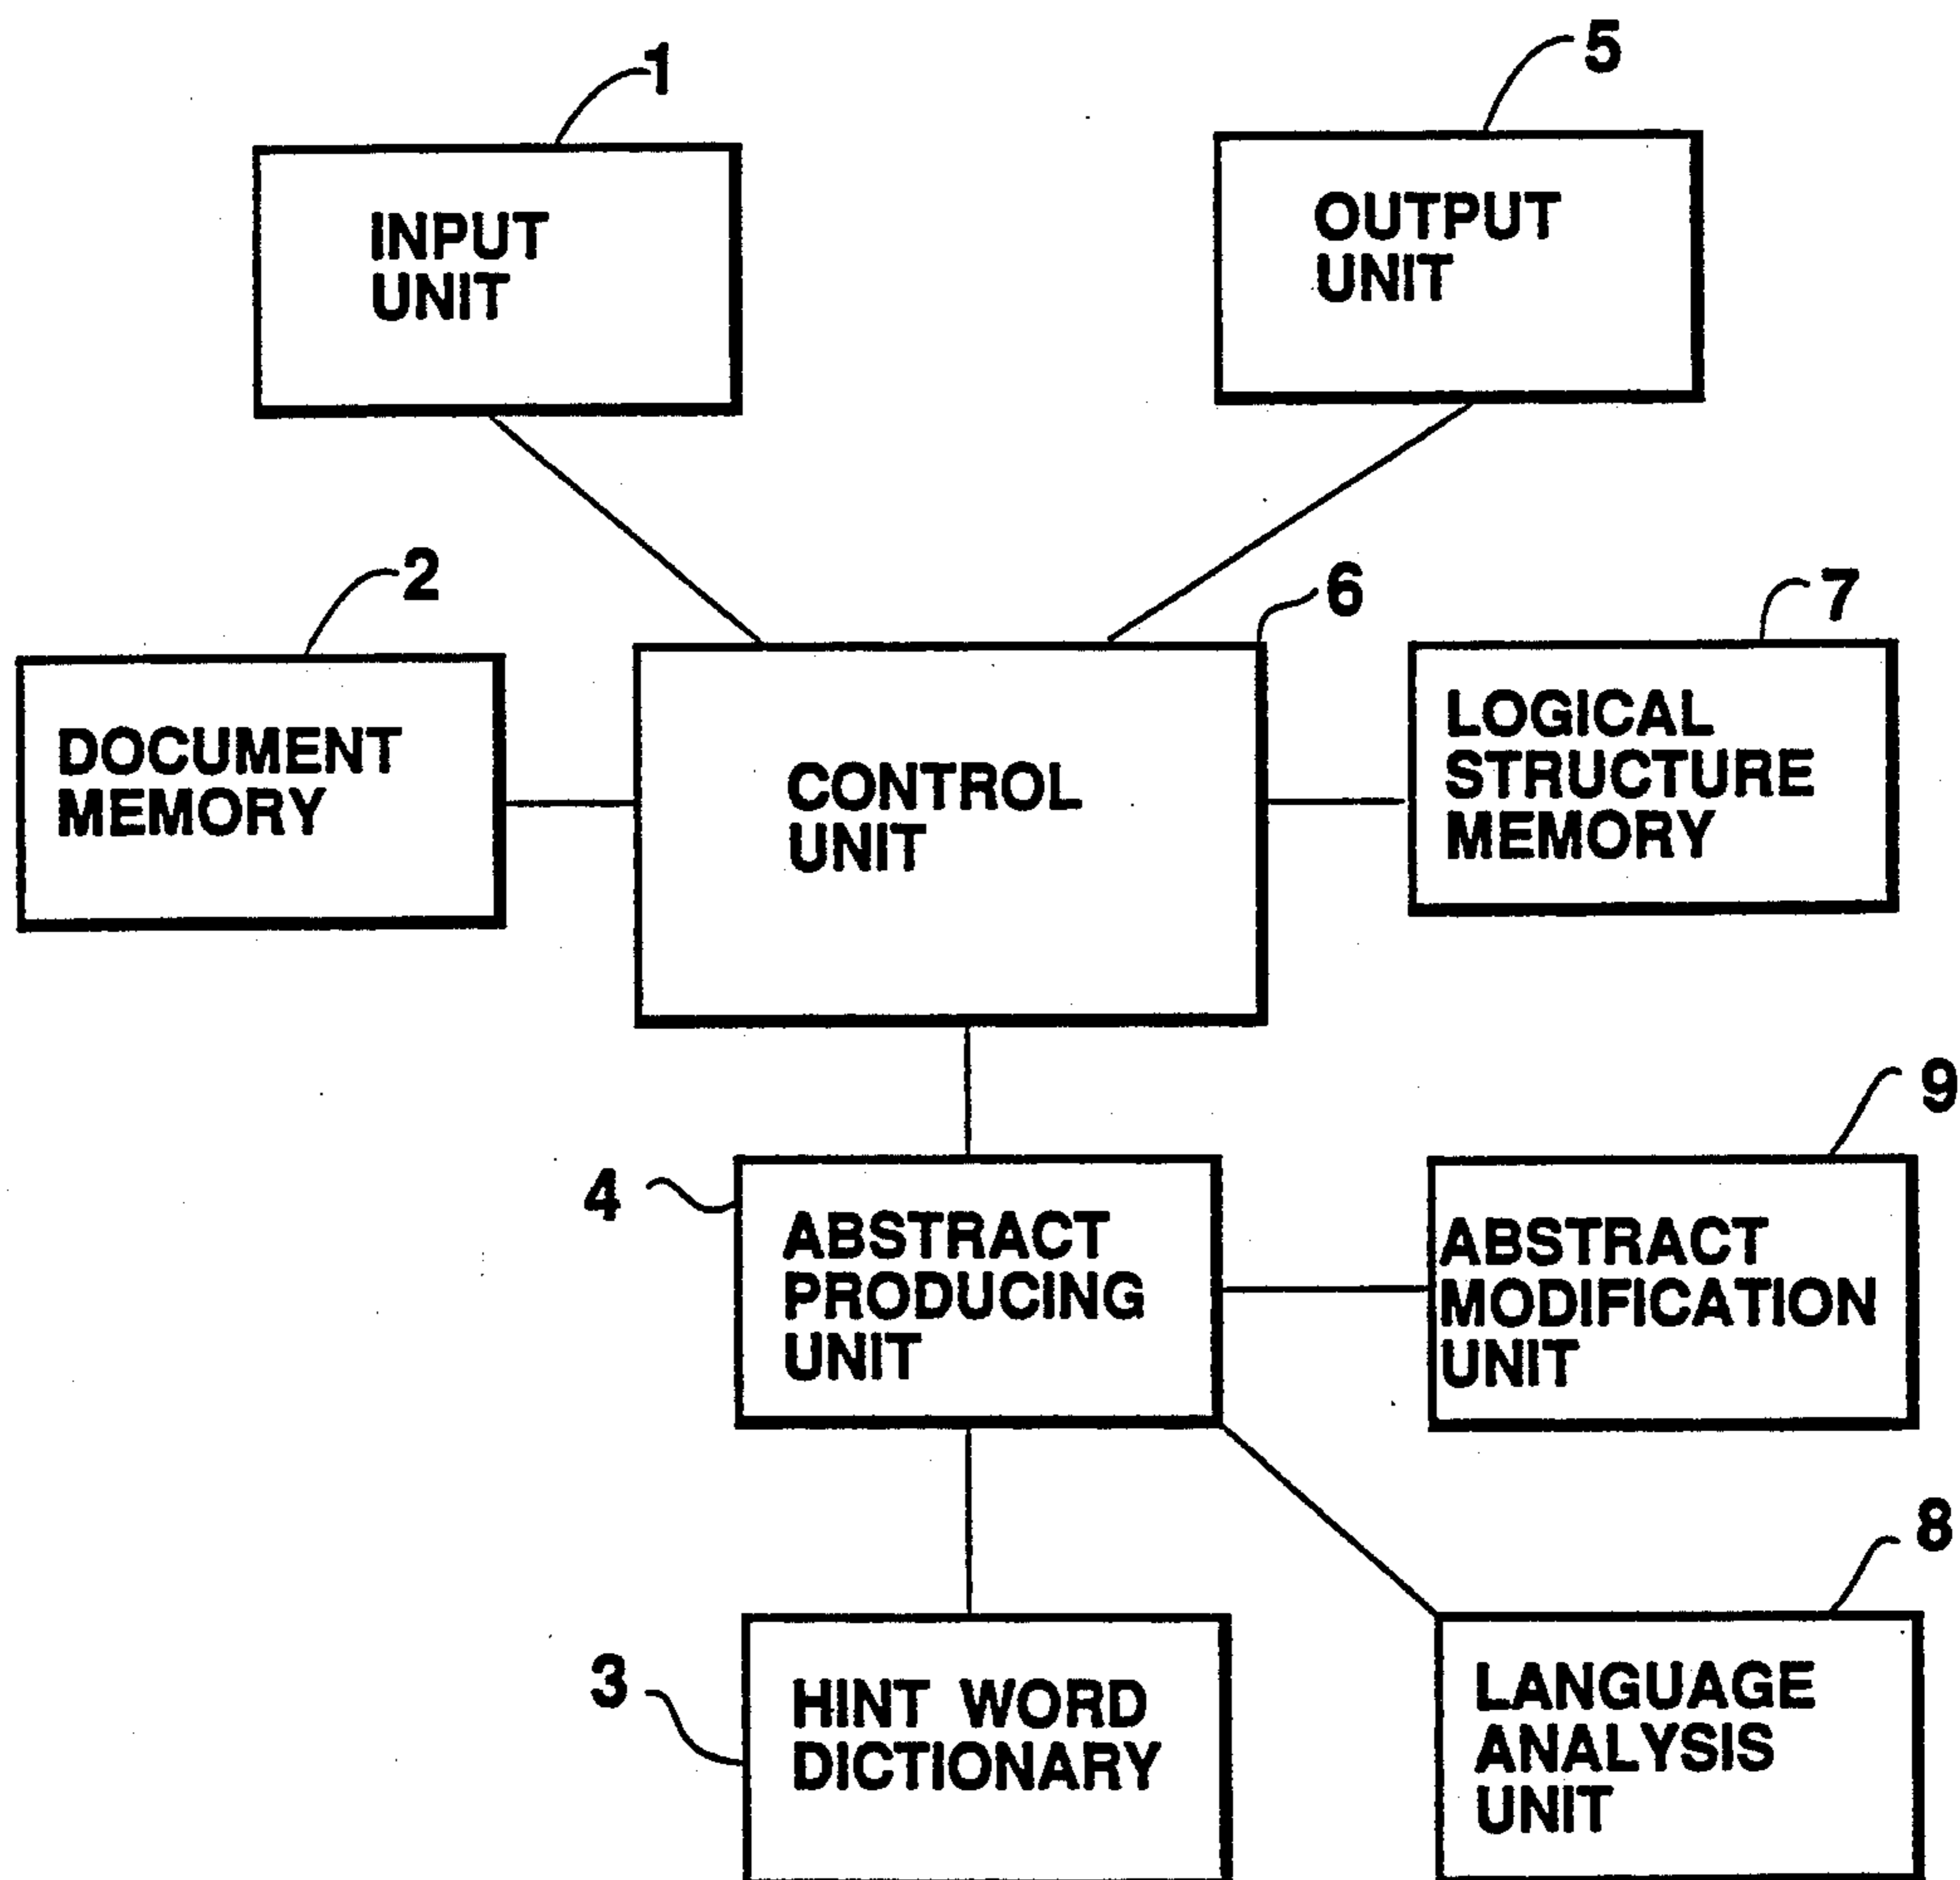 1
5
INPUT
UNIT
OUTPUT
UNIT
2
6
7
DOCUMENT
MEMORY
CONTROL
UNIT
LOGICAL
STRUCTURE
MEMORY
4
9
ABSTRACT
PRODUCING
UNIT
ABSTRACT
MODIFICATION
UNIT
3
8
HINT WORD
DICTIONARY
LANGUAGE
ANALYSIS
UNIT